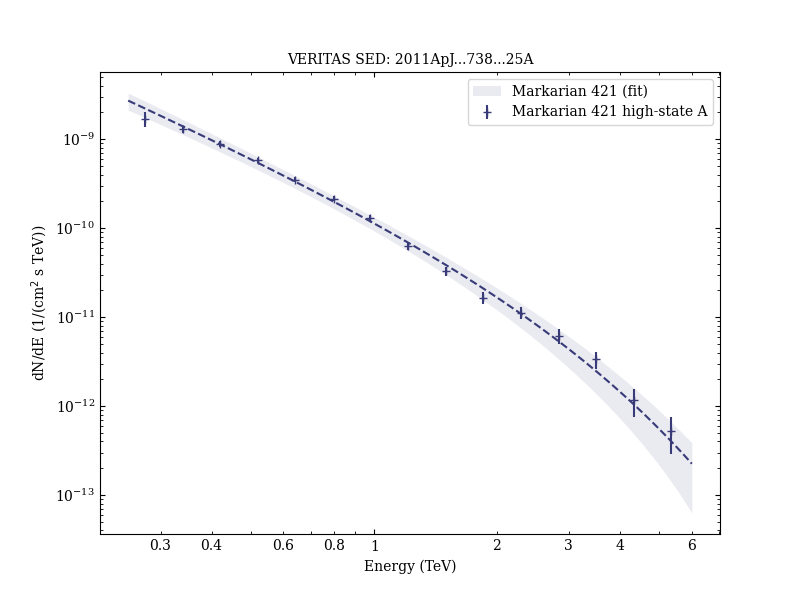 VERITAS SED: 2011ApJ...738...25A
Markarian 421 (fit)
Markarian 421 high-state A
dN/dE (1/(cm² s TeV))
10⁻⁹
10⁻¹⁰
10⁻¹¹
10⁻¹²
10⁻¹³
0.3 0.4 0.6 0.8 1 2 3 4 6
Energy (TeV)